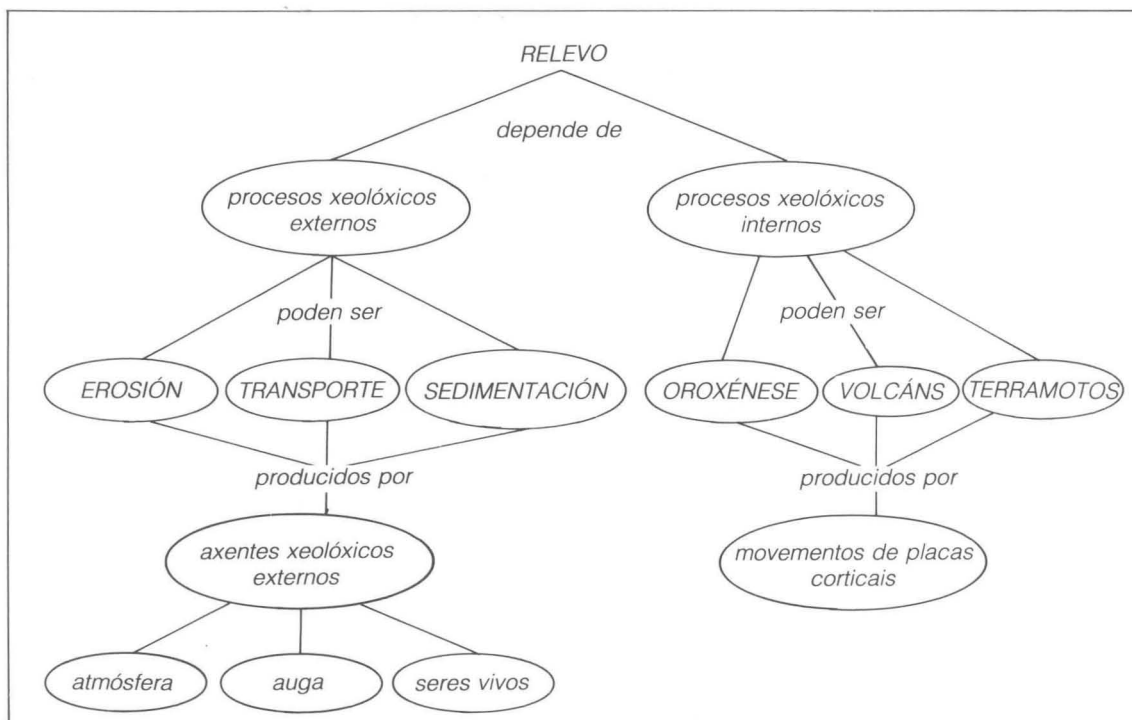 RELEVO
depende de
procesos xeolóxicos
externos
procesos xeolóxicos
internos
poden ser
poden ser
EROSIÓN
TRANSPORTE
SEDIMENTACIÓN
OROXÉNESE
VOLCÁNS
TERRAMOTOS
producidos por
producidos por
axentes xeolóxicos
externos
movementos de placas
corticais
atmósfera
auga
seres vivos